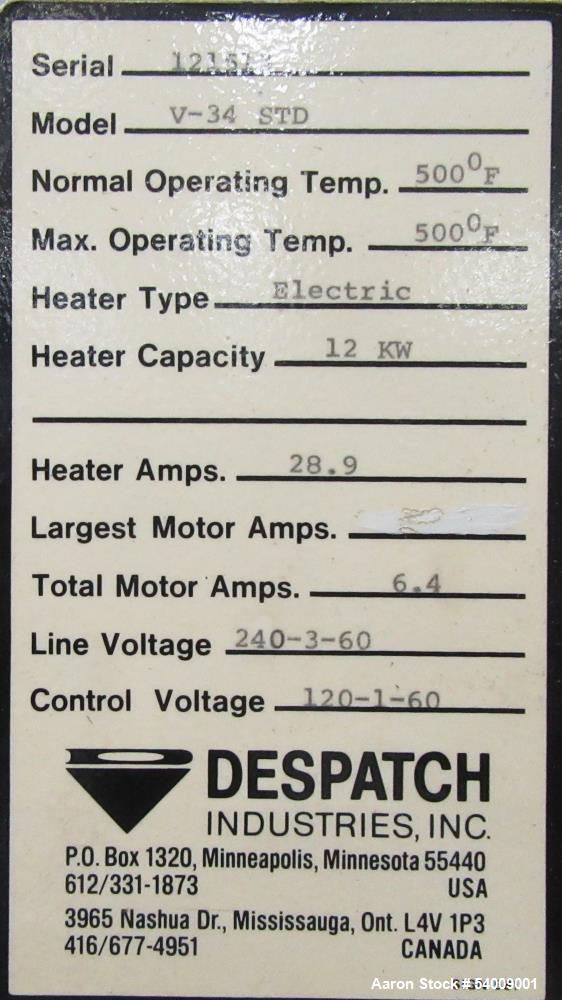 Serial
Model V-34 STD
Normal Operating Temp. 500⁰F
Max. Operating Temp. 500⁰F
Heater Type Electric
Heater Capacity 12 KW
Heater Amps. 28.9
Largest Motor Amps.
Total Motor Amps. 6.4
Line Voltage 240-3-60
Control Voltage 120-1-60
DESPATCH
INDUSTRIES, INC.
P.O. Box 1320, Minneapolis, Minnesota 55440
612/331-1873 USA
3965 Nashua Dr., Mississauga, Ont. L4V 1P3
416/677-4951 CANADA
Aaron Stock # 54009001